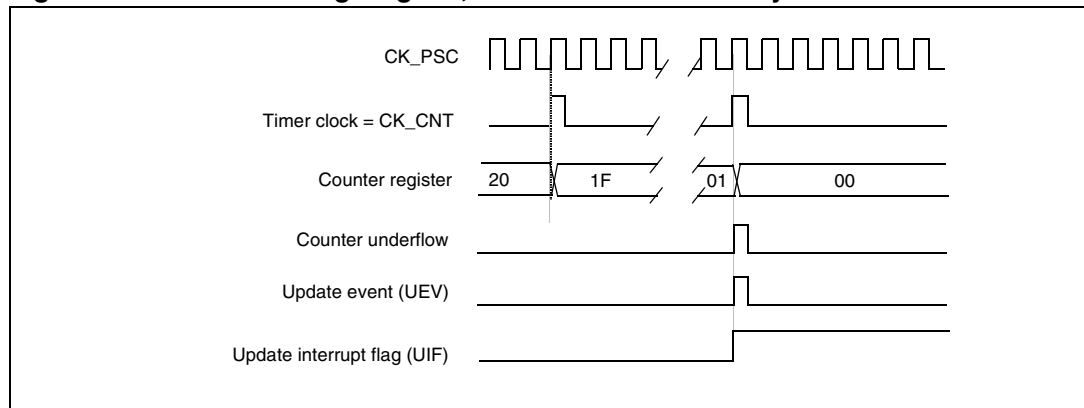 CK_PSC
Timer clock = CK_CNT
Counter register 20 1F 01 00
Counter underflow
Update event (UEV)
Update interrupt flag (UIF)